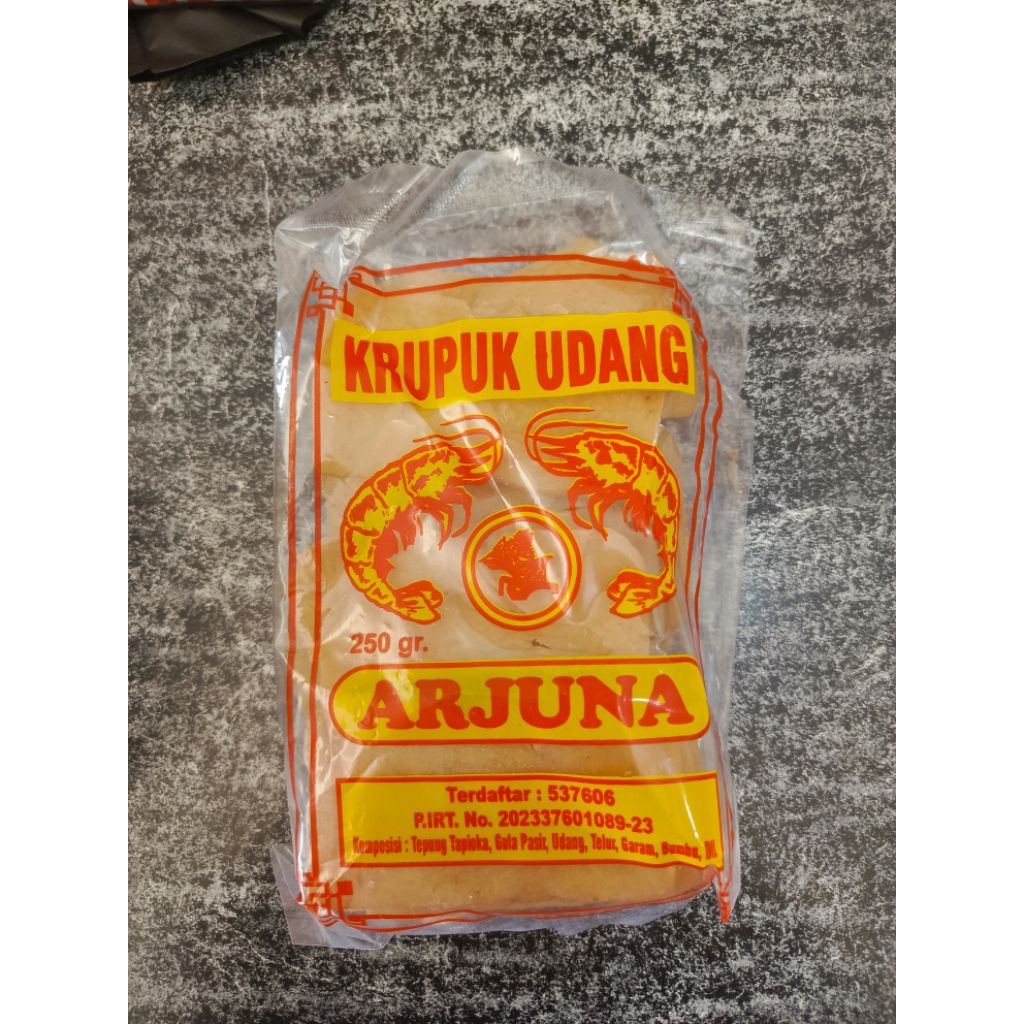 KRUPUK UDANG
250 gr.
ARJUNA
Terdaftar : 537606
P.IRT. No. 202337601089-23
Komposisi : Tepung Tapioka, Gula Pasir, Udang, Telur, Garam, Bumbu,